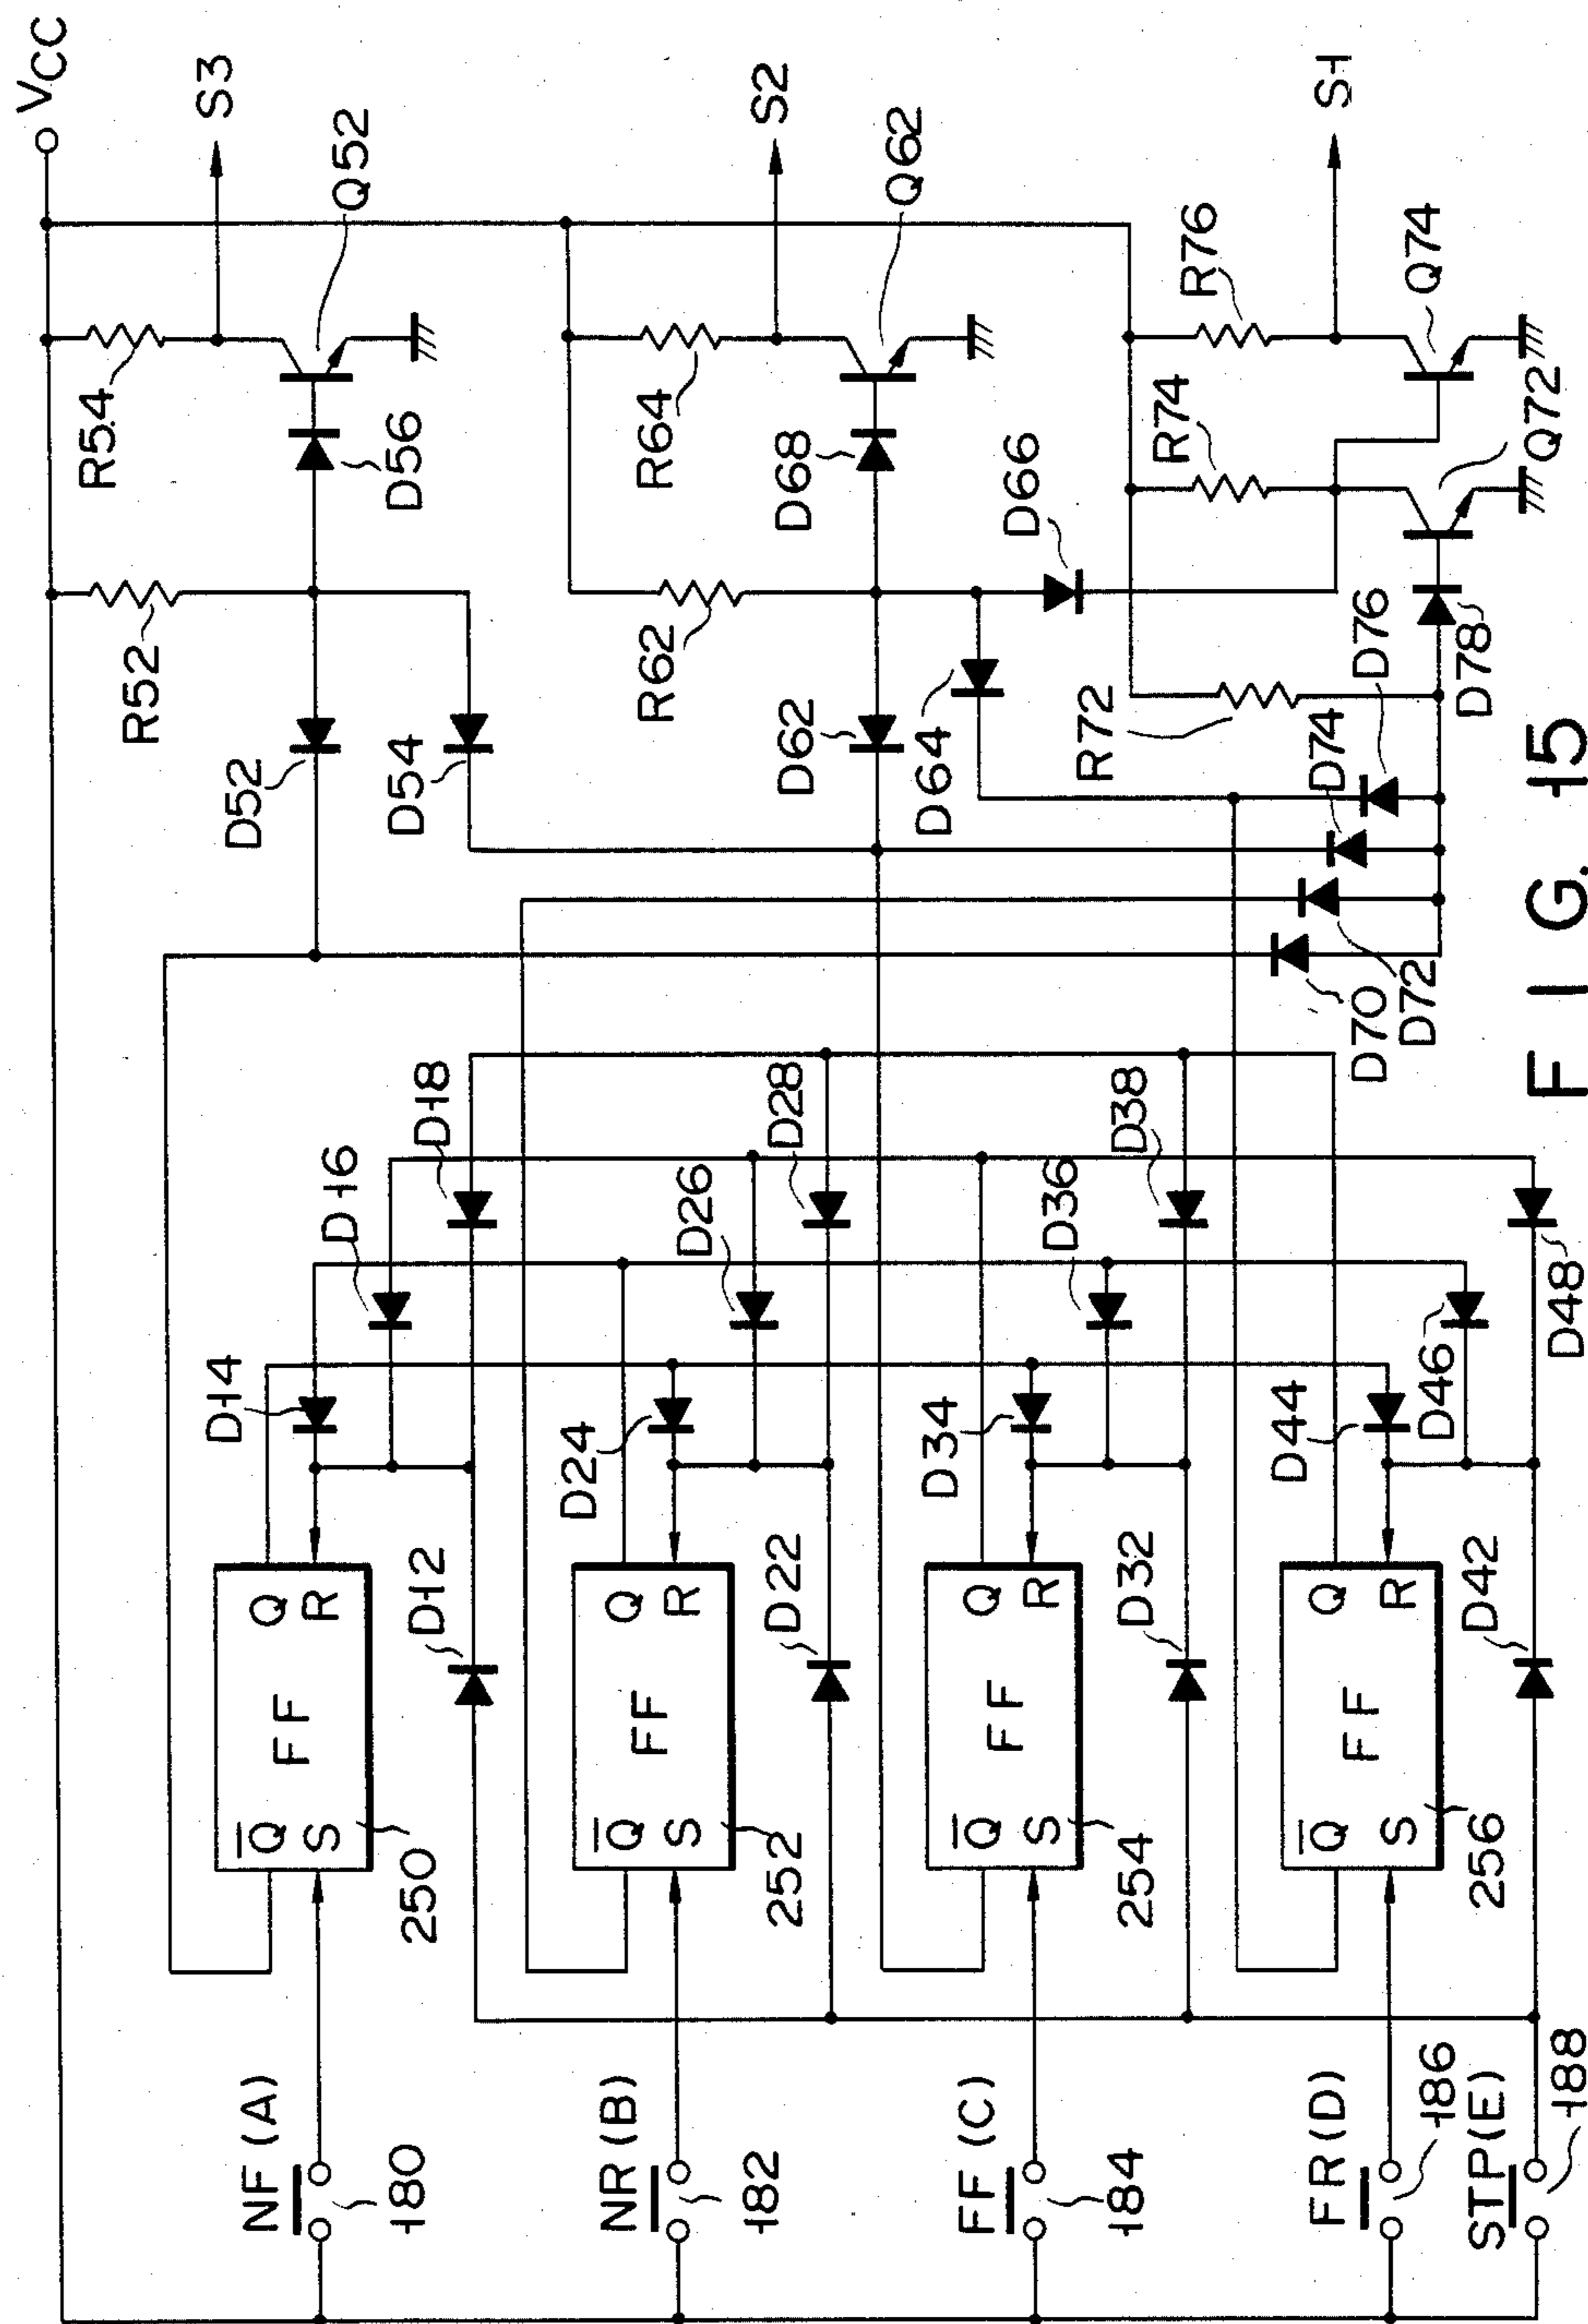 VCC
S3
Q52
R54
D56
R52
D52
D54
S2
Q62
R64
D68
R62
D62
D64
D66
S1
R76
Q74
R74
Q72
R72
D76
D78
D74
D72
D70
D18
D16
D14
D12
D28
D26
D24
D22
D38
D36
D34
D32
D48
D46
D44
D42
Q
R
FF
Q̅
S
250
Q
R
FF
Q̅
S
252
Q
R
FF
Q̅
S
254
Q
R
FF
Q̅
S
256
NF (A)
180
NR (B)
182
FF (C)
184
FR (D)
186
STP(E)
188
FIG. 15